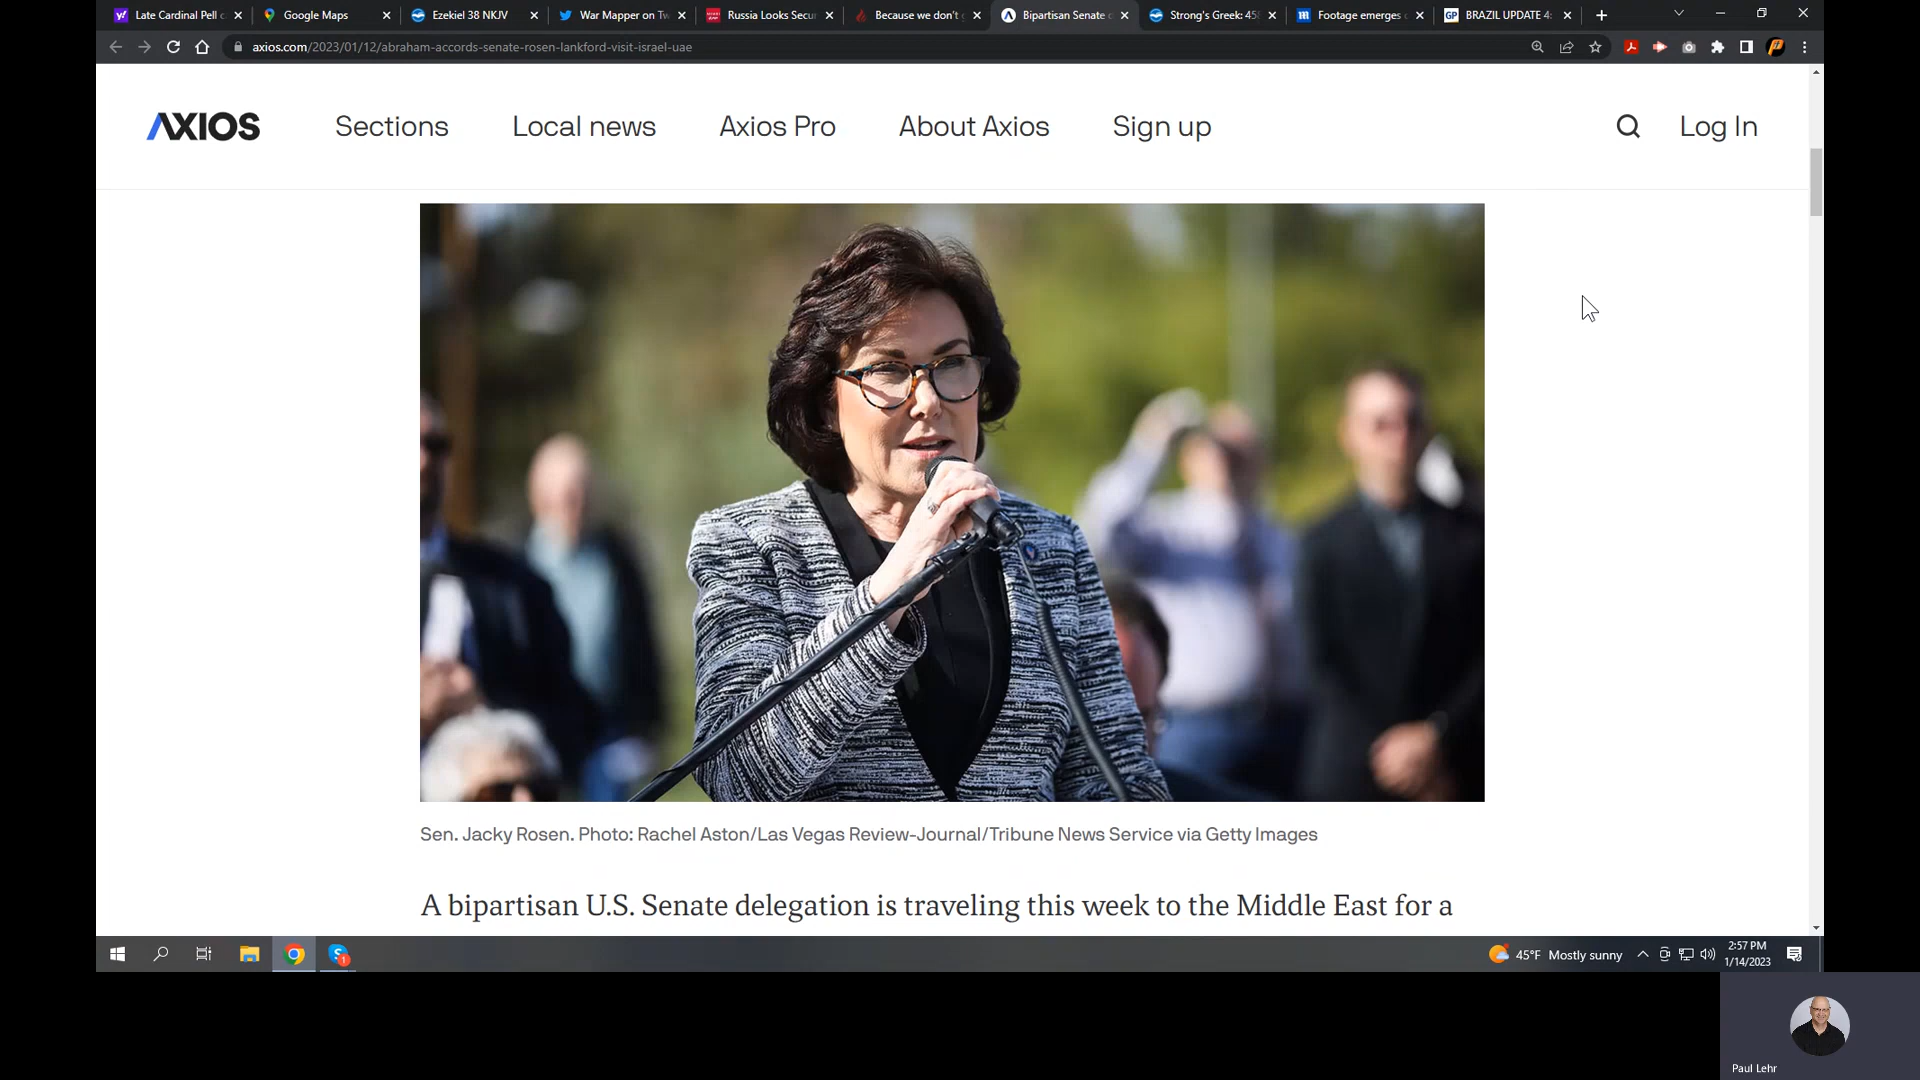 Late Cardinal Pell c
Google Maps
Ezekiel 38 NKJV
War Mapper on Tw
Russia Looks Secur
Because we don't g
Bipartisan Senate d
Strong's Greek: 45
Footage emerges o
GP
BRAZIL UPDATE 4:
axios.com/2023/01/12/abraham-accords-senate-rosen-lankford-visit-israel-uae
AXIOS
Sections
Local news
Axios Pro
About Axios
Sign up
Log In
Sen. Jacky Rosen. Photo: Rachel Aston/Las Vegas Review-Journal/Tribune News Service via Getty Images
A bipartisan U.S. Senate delegation is traveling this week to the Middle East for a
1
45°F Mostly sunny
2:57 PM
1/14/2023
Paul Lehr